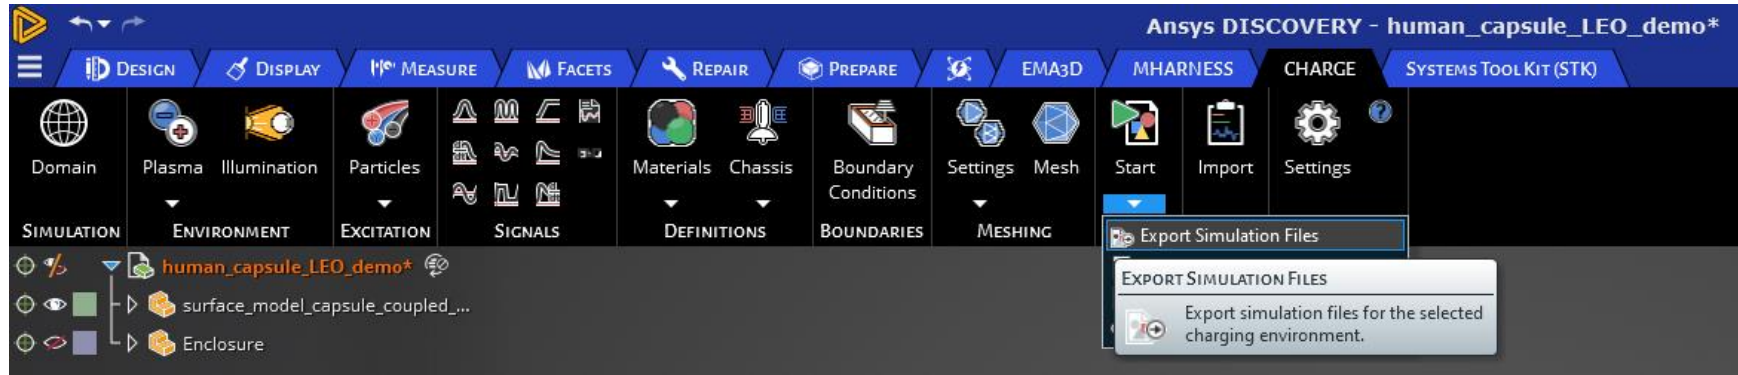 Ansys DISCOVERY - human_capsule_LEO_demo*
DESIGN DISPLAY MEASURE FACETS REPAIR PREPARE EMA3D MHARNESS CHARGE SYSTEMS TOOLKIT (STK)
Domain Plasma Illumination Particles Materials Chassis Boundary Conditions Settings Mesh Start Import Settings
SIMULATION ENVIRONMENT EXCITATION SIGNALS DEFINITIONS BOUNDARIES MESHING
Export Simulation Files
human_capsule_LEO_demo*
EXPORT SIMULATION FILES
surface_model_capsule_coupled_...
Export simulation files for the selected
charging environment.
Enclosure